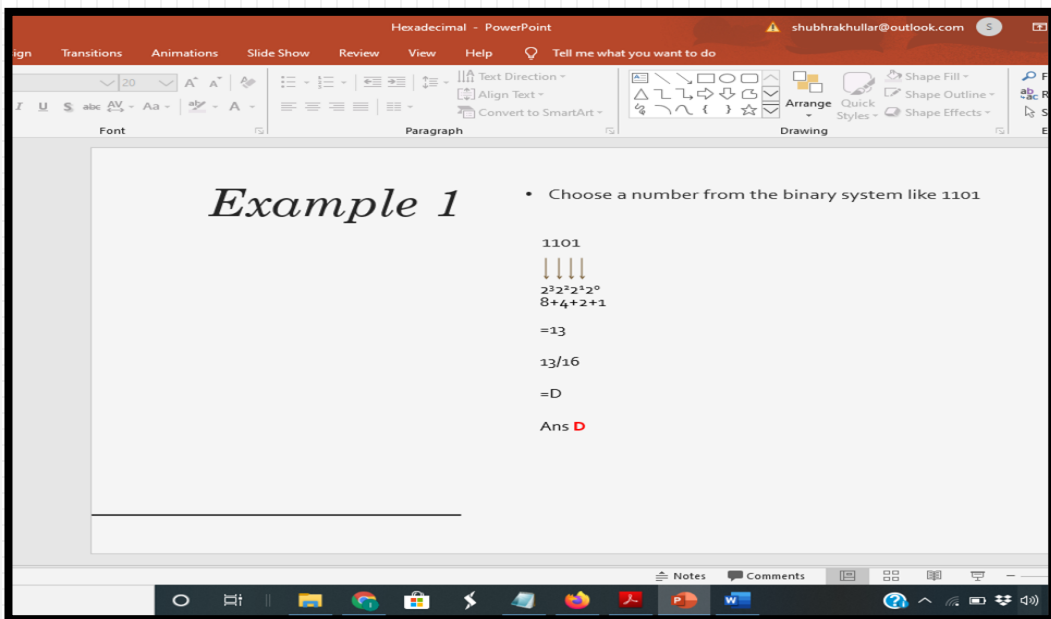 Hexadecimal - PowerPoint
shubhrakhullar@outlook.com
S
ign Transitions Animations Slide Show Review View Help Tell me what you want to do
20 A^ A˅ Text Direction Shape Fill
Align Text Shape Outline
I U S abc AV Aa A Convert to SmartArt Arrange Quick Styles Shape Effects
Font Paragraph Drawing
Example 1
• Choose a number from the binary system like 1101
1101
↓↓↓↓
2³2²2¹2⁰
8+4+2+1
=13
13/16
=D
Ans D
Notes Comments